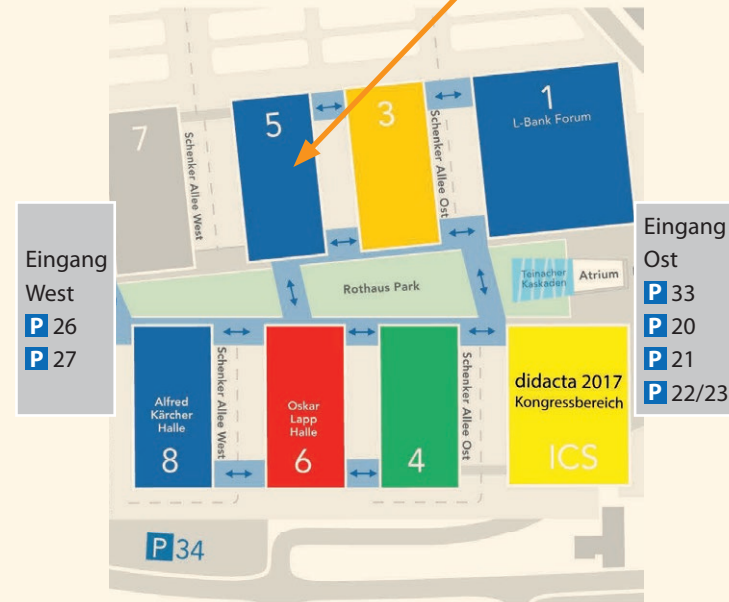 1
L-Bank Forum
3
5
7
Schenker Allee West
Schenker Allee Ost
Eingang
West
P 26
P 27
Eingang
Ost
P 33
P 20
P 21
P 22/23
Rothaus Park
Teinacher
Kaskaden
Atrium
Alfred
Kärcher
Halle
8
Schenker Allee West
Oskar
Lapp
Halle
6
4
Schenker Allee Ost
didacta 2017
Kongressbereich
ICS
P 34